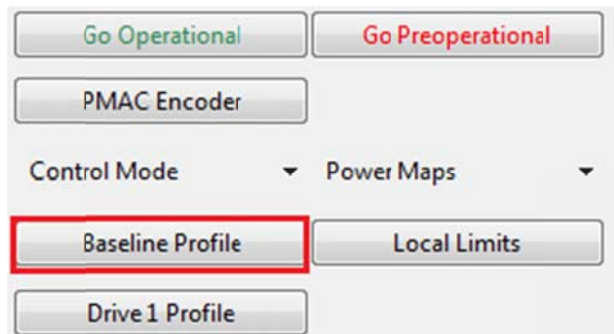 Go Operational Go Preoperational
PMAC Encoder
Control Mode Power Maps
Baseline Profile Local Limits
Drive 1 Profile